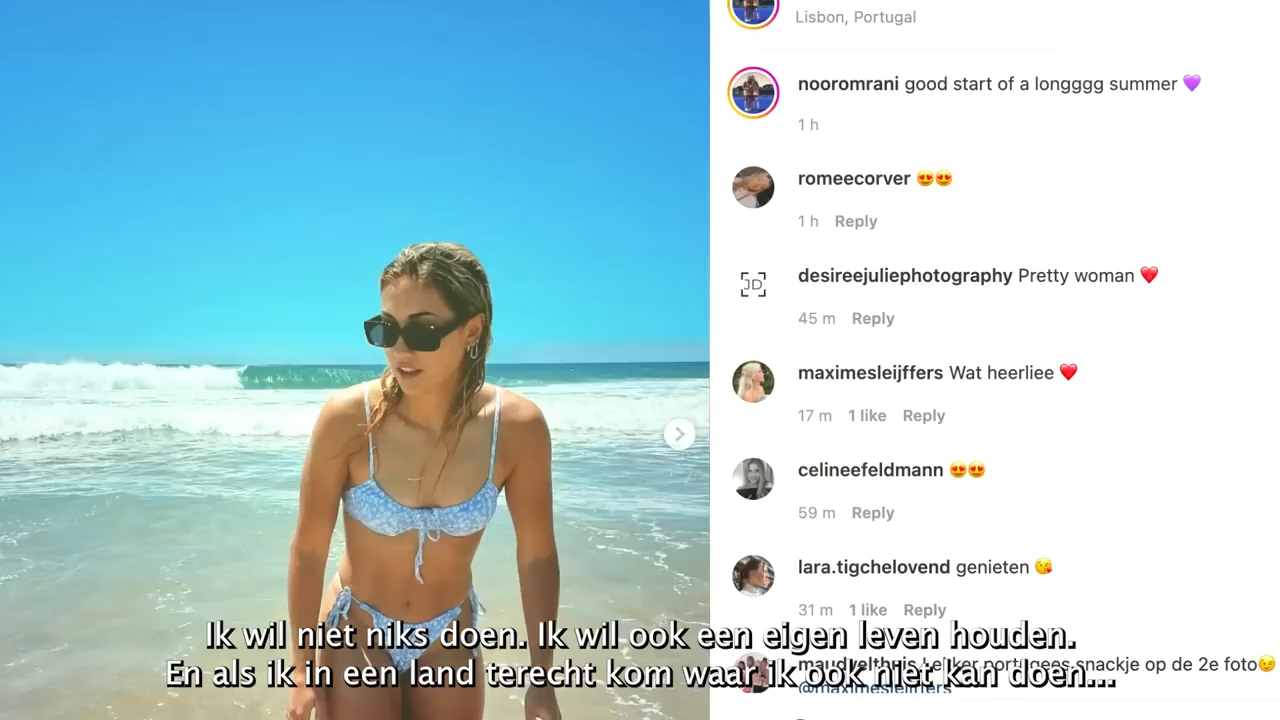 Lisbon, Portugal
nooromrani good start of a longggg summer 💜
1 h
romeecorver 😍😍
1 h Reply
desireejuliephotography Pretty woman ❤️
45 m Reply
maximesleijffers Wat heerliee ❤️
17 m 1 like Reply
celineefeldmann 😍😍
59 m Reply
lara.tigchelovend genieten 😘
31 m 1 like Reply
snackje op de 2e foto😉
@maximesleijffers
Ik wil niet niks doen. Ik wil ook een eigen leven houden.
En als ik in een land terecht kom waar ik ook niet kan doen...